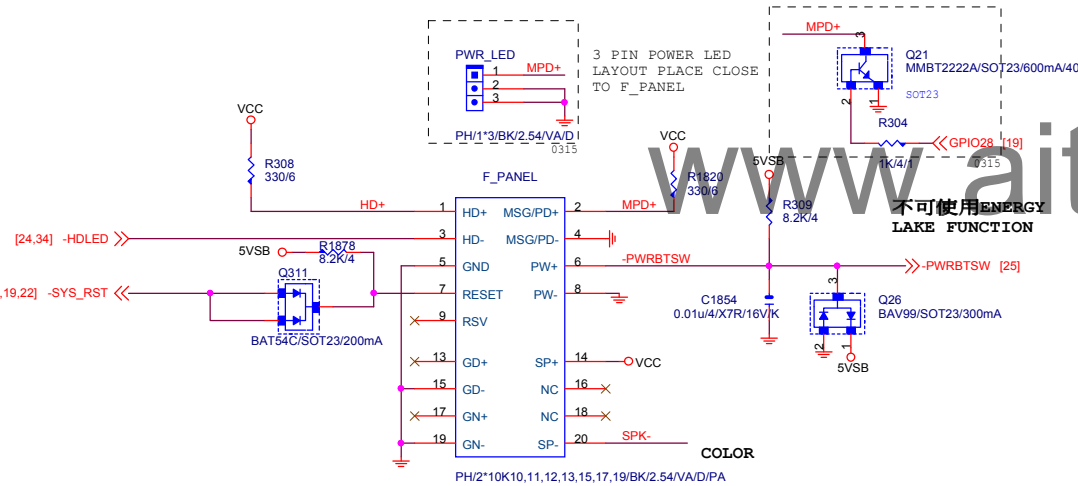 PWR_LED
1
MPD+
2
3
PH/1*3/BK/2.54/VA/D
0315
3 PIN POWER LED
LAYOUT PLACE CLOSE
TO F_PANEL
MPD+
3
Q21
MMBT2222A/SOT23/600mA/40
SOT23
2
1
R304
1K/4/1
GPIO28 [19]
0315
www.ait
VCC
R308
330/6
VCC
R1820
330/6
5VSB
R309
8.2K/4
不可使用ENERGY
LAKE FUNCTION
F_PANEL
HD+ 1 HD+ MSG/PD+ 2 MPD+
[24,34] -HDLED 3 HD- MSG/PD- 4
5VSB R1878
8.2K/4
5 GND PW+ 6 -PWRBTSW
-PWRBTSW [25]
Q311
,19,22] -SYS_RST 7 RESET PW- 8
9 RSV
BAT54C/SOT23/200mA
C1854
0.01u/4/X7R/16V/K
3
Q26
BAV99/SOT23/300mA
2
1
5VSB
13 GD+ SP+ 14 VCC
15 GD- NC 16
17 GN+ NC 18
19 GN- SP- 20 SPK-
COLOR
PH/2*10K10,11,12,13,15,17,19/BK/2.54/VA/D/PA